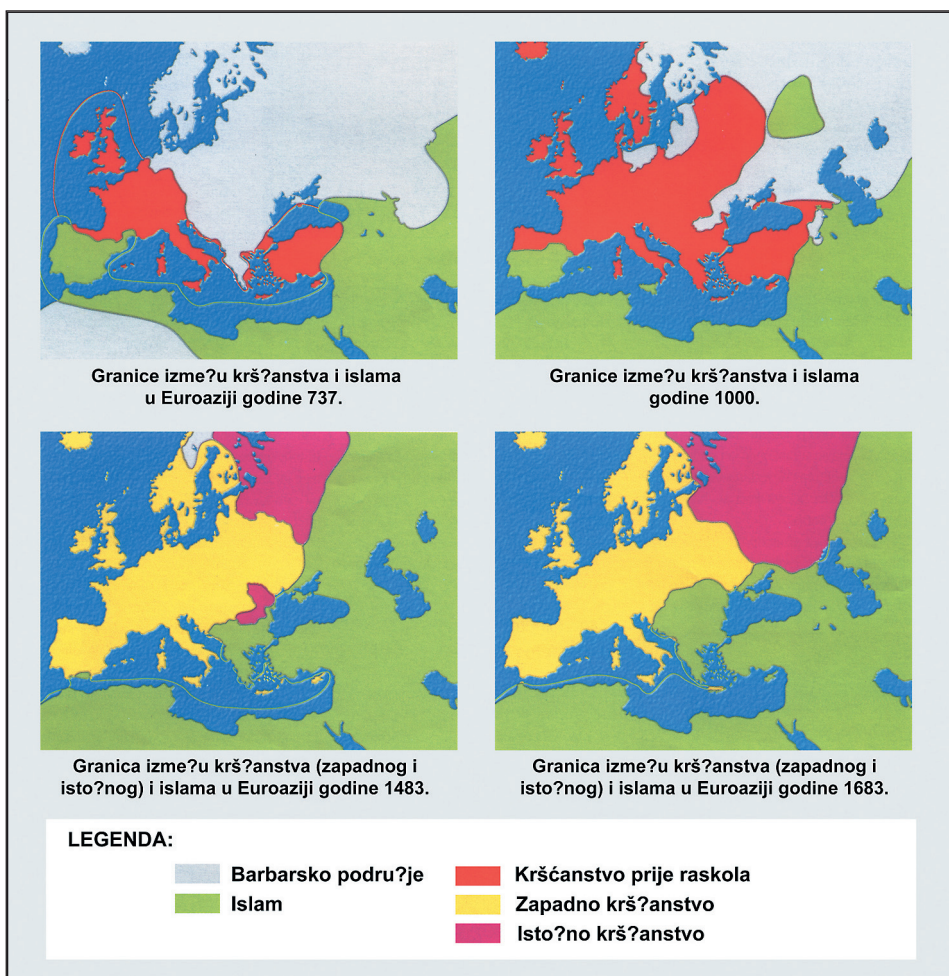 Granice izme?u krš?anstva i islama
u Euroaziji godine 737.
Granice izme?u krš?anstva i islama
godine 1000.
Granica izme?u krš?anstva (zapadnog i
isto?nog) i islama u Euroaziji godine 1483.
Granica izme?u krš?anstva (zapadnog i
isto?nog) i islama u Euroaziji godine 1683.
LEGENDA:
Barbarsko podru?je
Islam
Kršćanstvo prije raskola
Zapadno krš?anstvo
Isto?no krš?anstvo